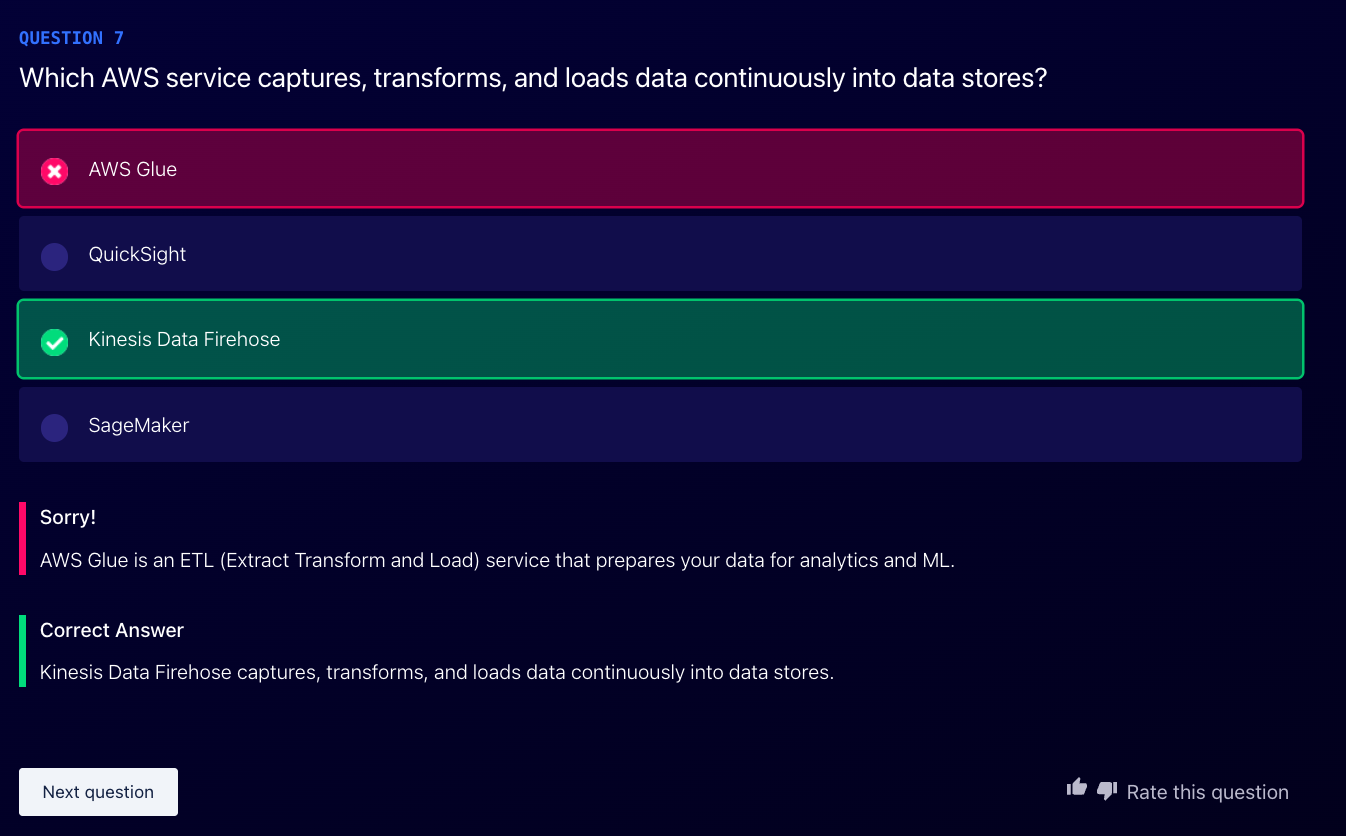 QUESTION 7
Which AWS service captures, transforms, and loads data continuously into data stores?
AWS Glue
QuickSight
Kinesis Data Firehose
SageMaker
Sorry!
AWS Glue is an ETL (Extract Transform and Load) service that prepares your data for analytics and ML.
Correct Answer
Kinesis Data Firehose captures, transforms, and loads data continuously into data stores.
Next question
Rate this question